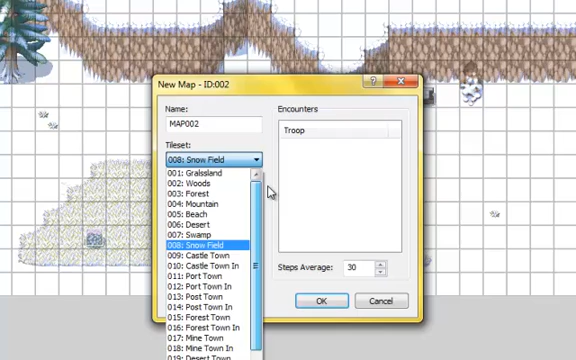 New Map - ID:002
Name:
MAP002
Tileset:
008: Snow Field
001: Grassland
002: Woods
003: Forest
004: Mountain
005: Beach
006: Desert
007: Swamp
008: Snow Field
009: Castle Town
010: Castle Town In
011: Port Town
012: Port Town In
013: Post Town
014: Post Town In
015: Forest Town
016: Forest Town In
017: Mine Town
018: Mine Town In
019: Desert Town
Encounters
Troop
Steps Average:
30
OK
Cancel